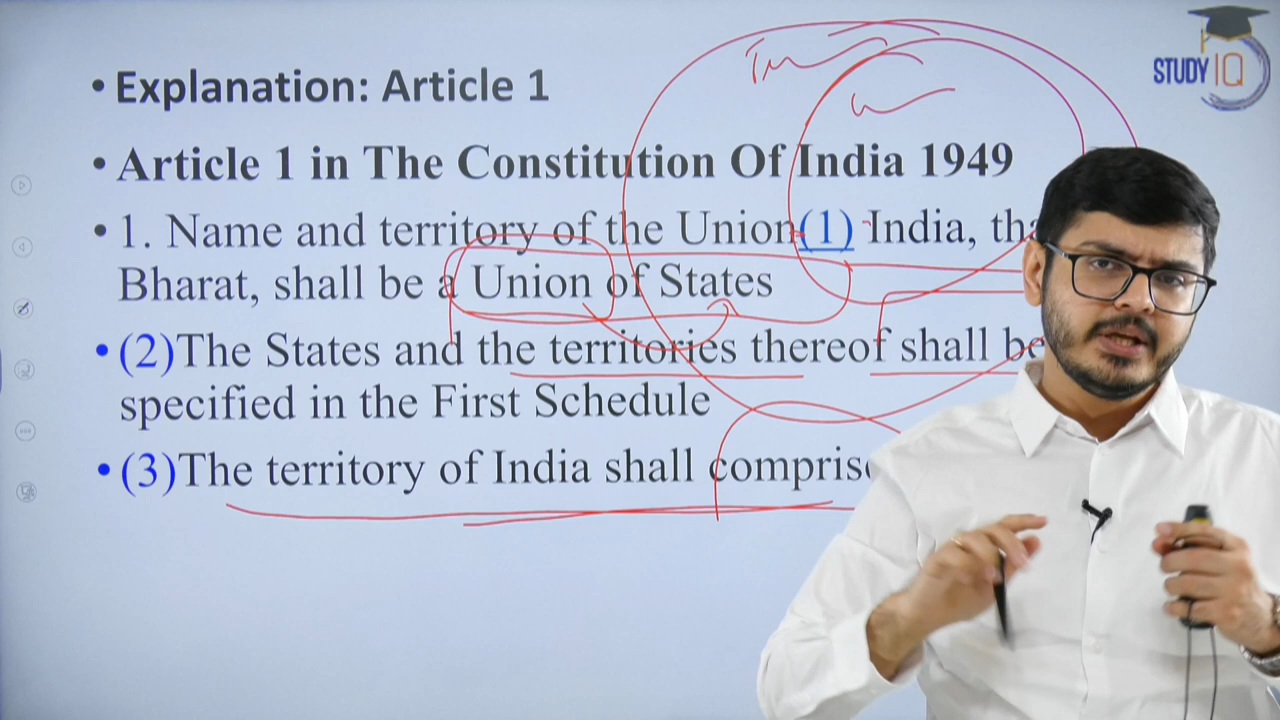 • Explanation: Article 1
STUDY IQ
• Article 1 in The Constitution Of India 1949
• 1. Name and territory of the Union(1) India,
Bharat, shall be a Union of States
• (2)The States and the territories thereof shall be
specified in the First Schedule
• (3)The territory of India shall